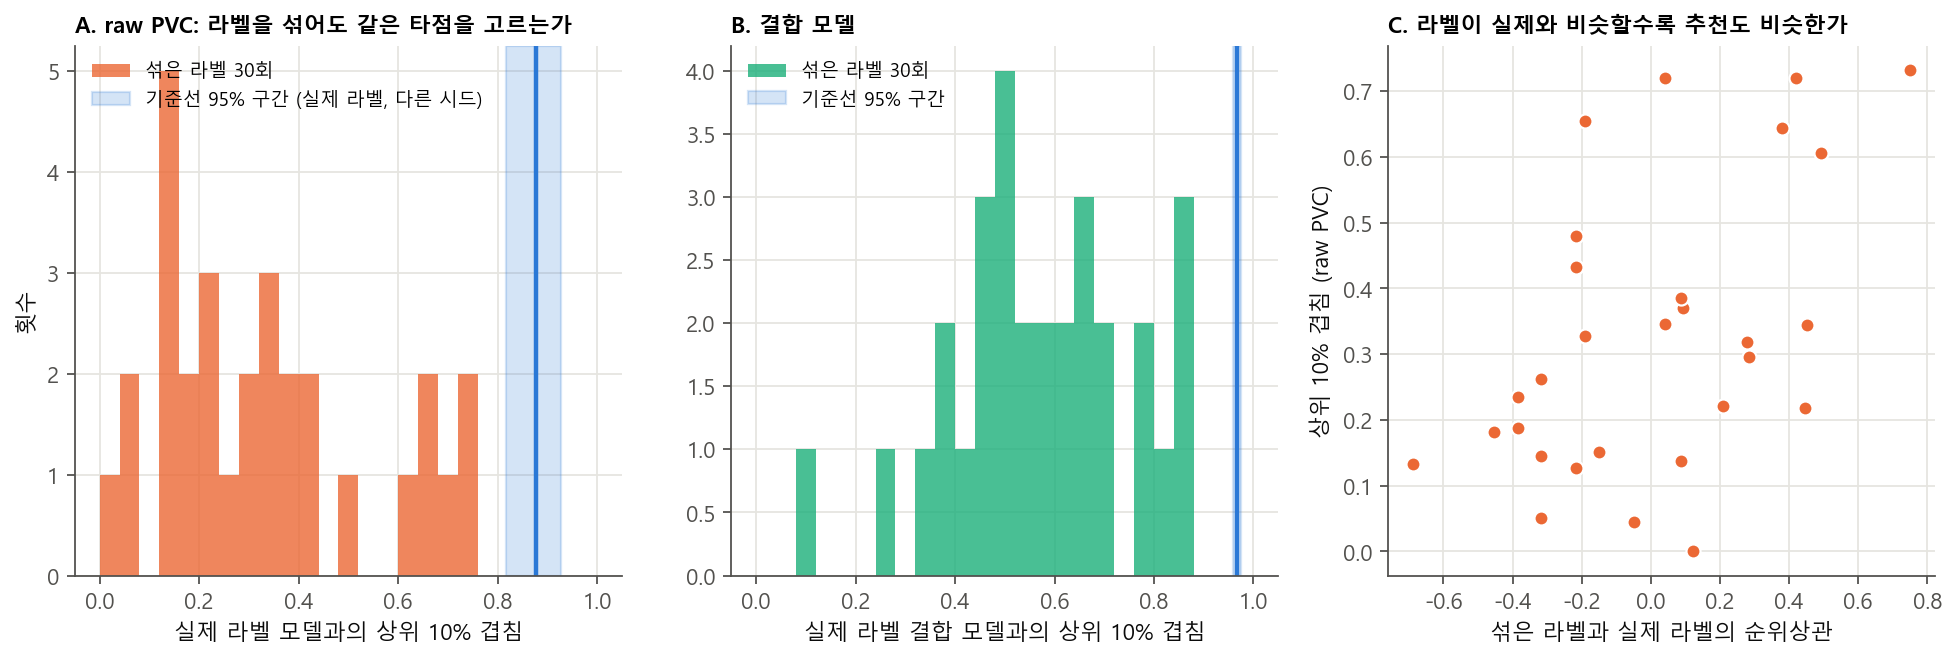 A. raw PVC: 라벨을 섞어도 같은 타점을 고르는가
섞은 라벨 30회
기준선 95% 구간 (실제 라벨, 다른 시드)
횟수
5
4
3
2
1
0
0.0 0.2 0.4 0.6 0.8 1.0
실제 라벨 모델과의 상위 10% 겹침
B. 결합 모델
섞은 라벨 30회
기준선 95% 구간
4.0
3.5
3.0
2.5
2.0
1.5
1.0
0.5
0.0
0.0 0.2 0.4 0.6 0.8 1.0
실제 라벨 결합 모델과의 상위 10% 겹침
C. 라벨이 실제와 비슷할수록 추천도 비슷한가
상위 10% 겹침 (raw PVC)
0.7
0.6
0.5
0.4
0.3
0.2
0.1
0.0
-0.6 -0.4 -0.2 0.0 0.2 0.4 0.6 0.8
섞은 라벨과 실제 라벨의 순위상관